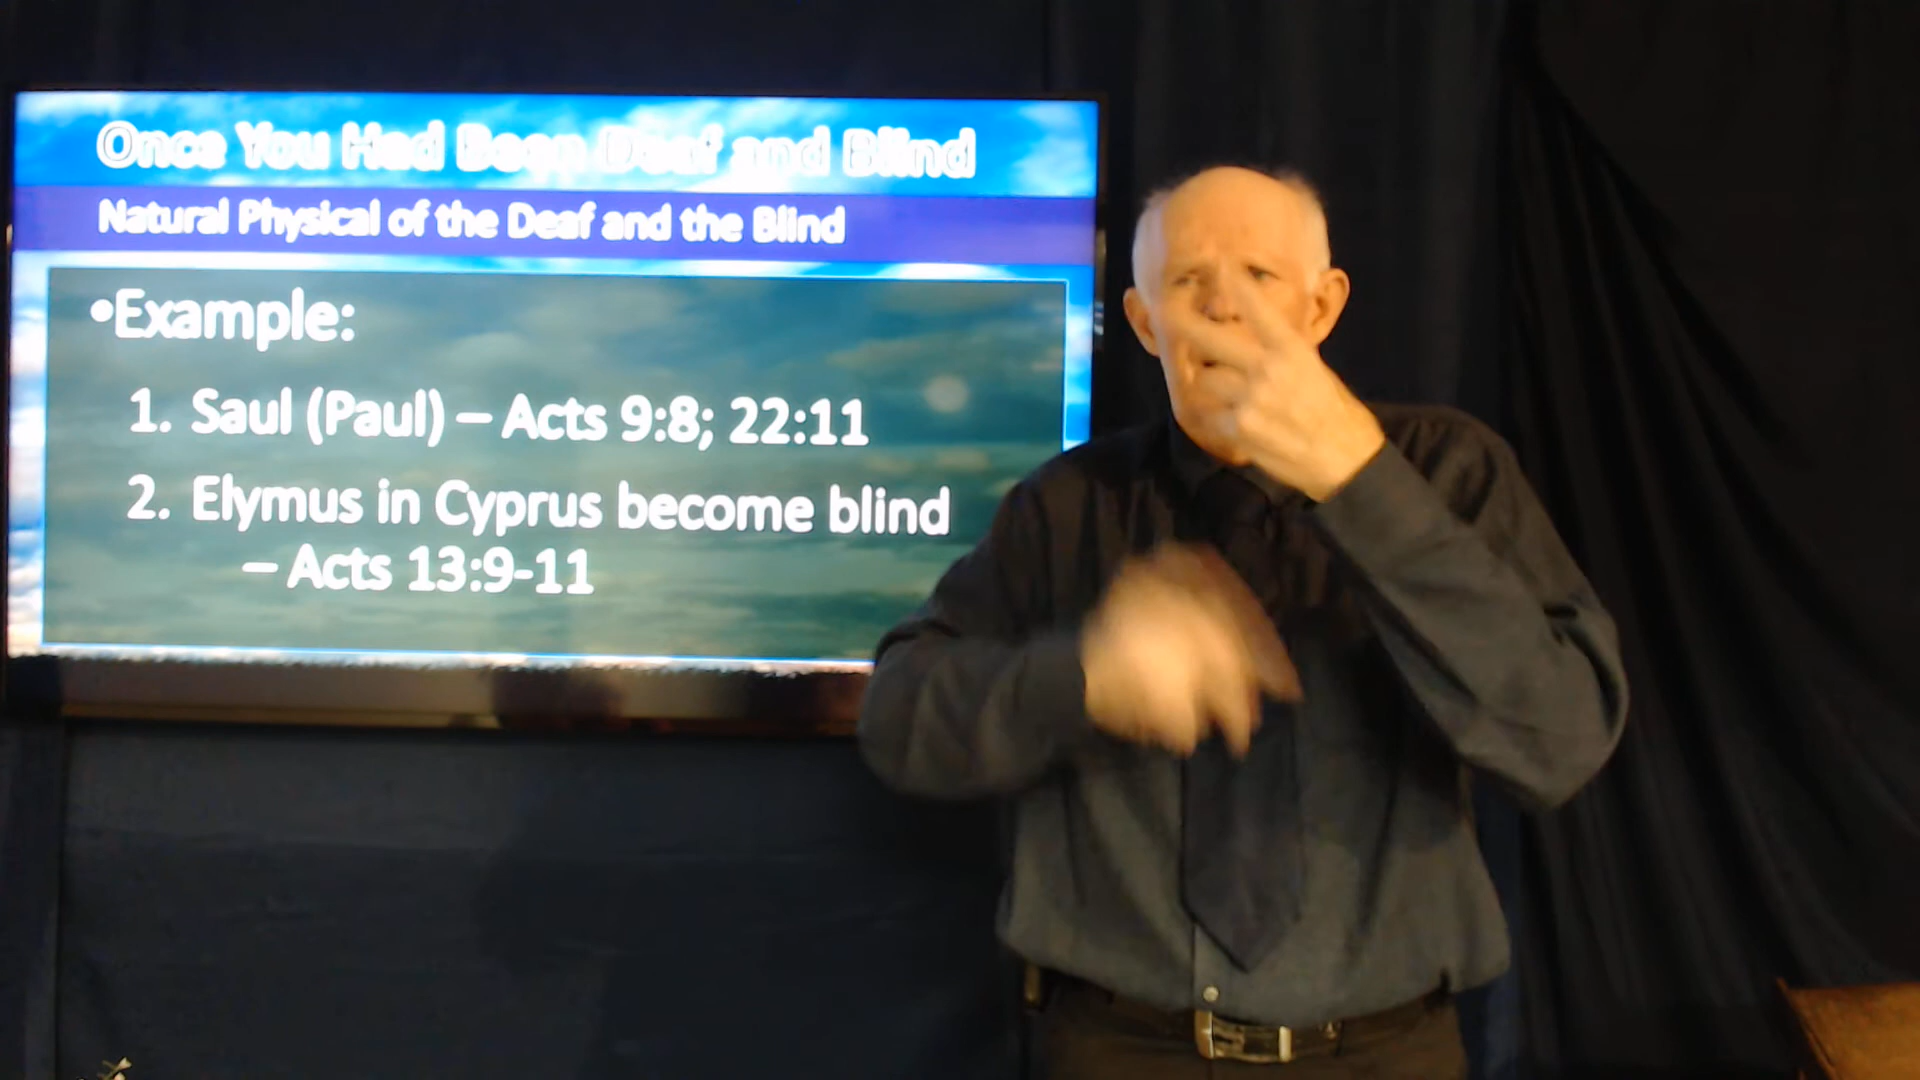 Once You Had Been Deaf and Blind
Natural Physical of the Deaf and the Blind
•Example:
1. Saul (Paul) – Acts 9:8; 22:11
2. Elymus in Cyprus become blind
– Acts 13:9-11